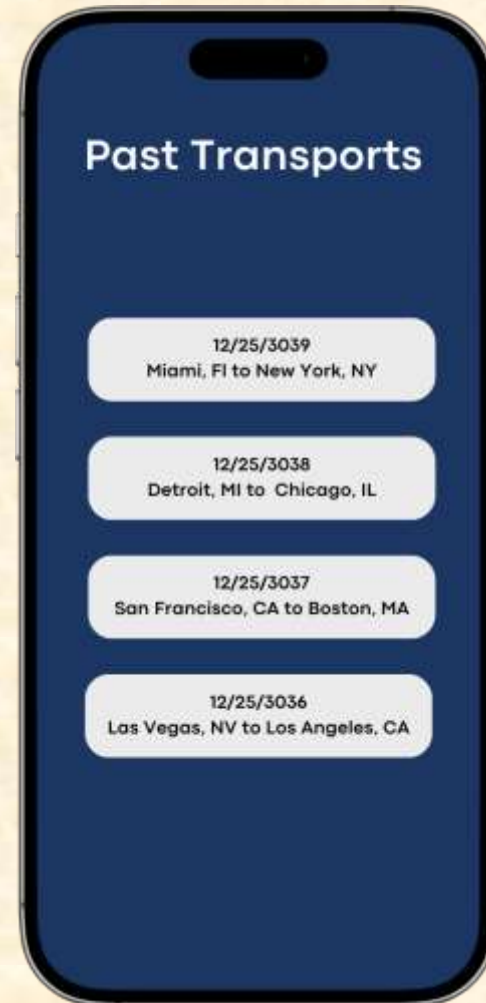 Past Transports
12/25/3039
Miami, Fl to New York, NY
12/25/3038
Detroit, MI to Chicago, IL
12/25/3037
San Francisco, CA to Boston, MA
12/25/3036
Las Vegas, NV to Los Angeles, CA